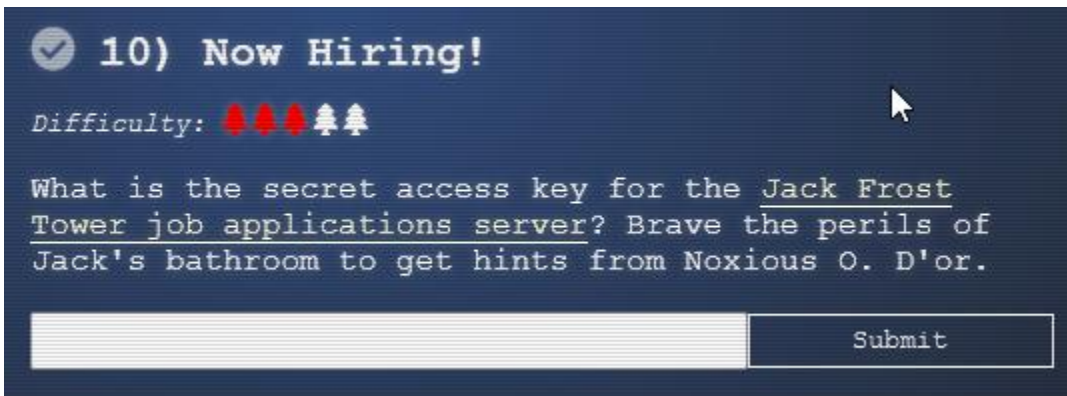 10) Now Hiring!
Difficulty:
What is the secret access key for the Jack Frost
Tower job applications server? Brave the perils of
Jack's bathroom to get hints from Noxious O. D'or.
Submit